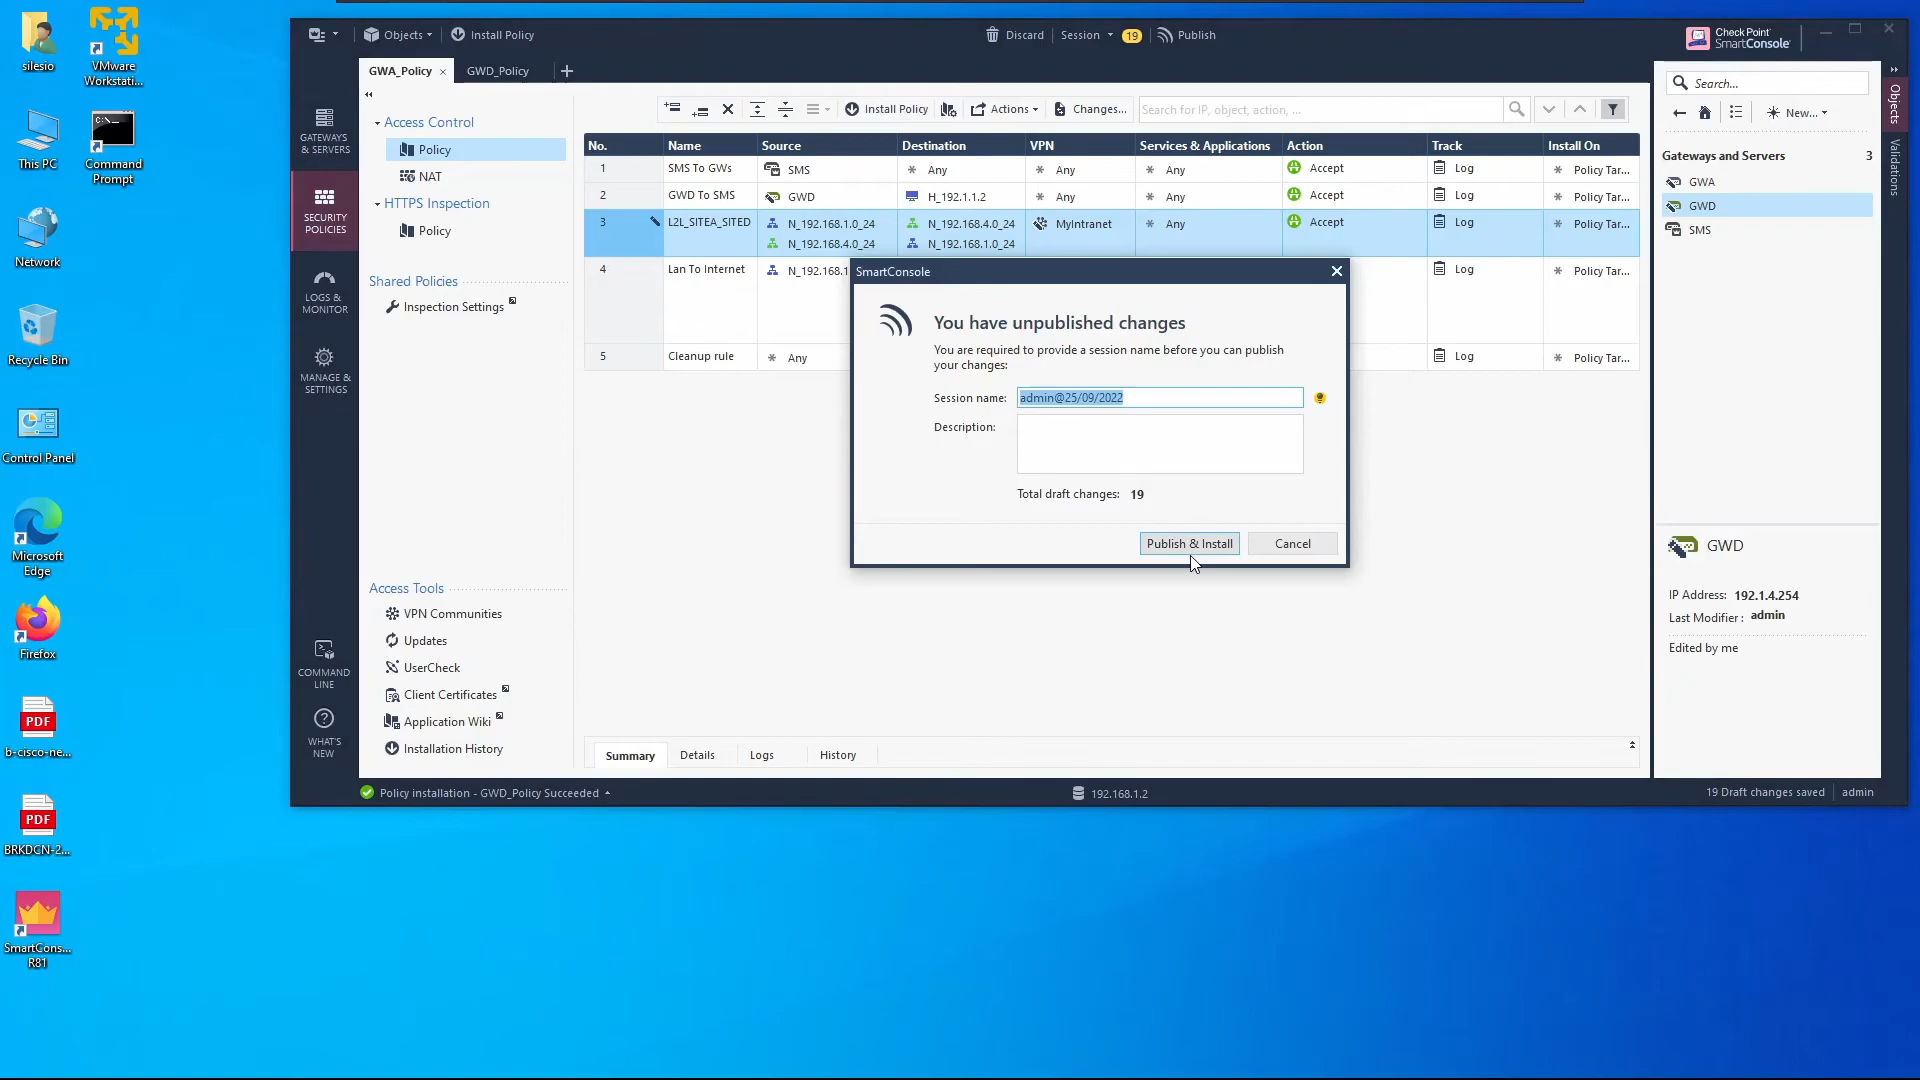 silesio
VMware
Workstati...
This PC
Command
Prompt
Network
Recycle Bin
Control Panel
Microsoft
Edge
Firefox
PDF
b-cisco-ne...
PDF
BRKDCN-2...
SmartCons...
R81
Objects
Install Policy
Discard
Session
19
Publish
Check Point
SmartConsole
GWA_Policy
GWD_Policy
GATEWAYS
& SERVERS
SECURITY
POLICIES
LOGS &
MONITOR
MANAGE &
SETTINGS
COMMAND
LINE
WHAT'S
NEW
Access Control
Policy
NAT
HTTPS Inspection
Policy
Shared Policies
Inspection Settings
Access Tools
VPN Communities
Updates
UserCheck
Client Certificates
Application Wiki
Installation History
Install Policy
Actions
Changes...
Search for IP, object, action, ...
No. Name Source Destination VPN Services & Applications Action Track Install On
1 SMS To GWs SMS Any Any Any Accept Log Policy Tar...
2 GWD To SMS GWD H_192.1.1.2 Any Any Accept Log Policy Tar...
3 L2L_SITEA_SITED N_192.168.1.0_24 N_192.168.4.0_24 MyIntranet Any Accept Log Policy Tar...
N_192.168.4.0_24 N_192.168.1.0_24
4 Lan To Internet N_192.168.1 Log Policy Tar...
5 Cleanup rule Any Log Policy Tar...
SmartConsole
You have unpublished changes
You are required to provide a session name before you can publish
your changes:
Session name: admin@25/09/2022
Description:
Total draft changes: 19
Publish & Install
Cancel
Summary
Details
Logs
History
Policy installation - GWD_Policy Succeeded
192.168.1.2
19 Draft changes saved
admin
Search...
New...
Gateways and Servers 3
GWA
GWD
SMS
GWD
IP Address: 192.1.4.254
Last Modifier : admin
Edited by me
Objects
Validations